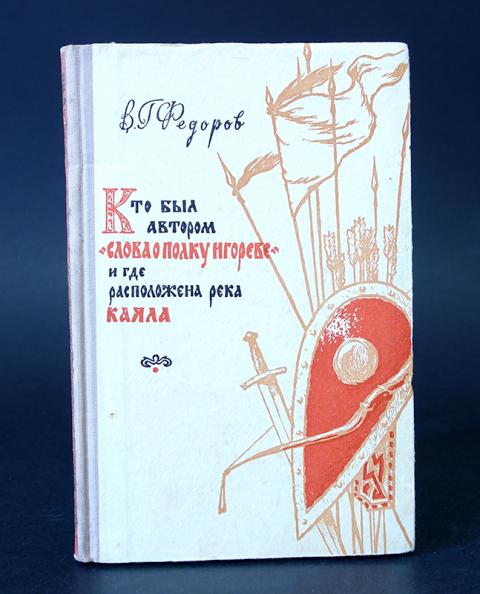 В.Г. Федоров
Кто был
автором
"Слова о полку Игореве"
и где
расположена река
Каяла